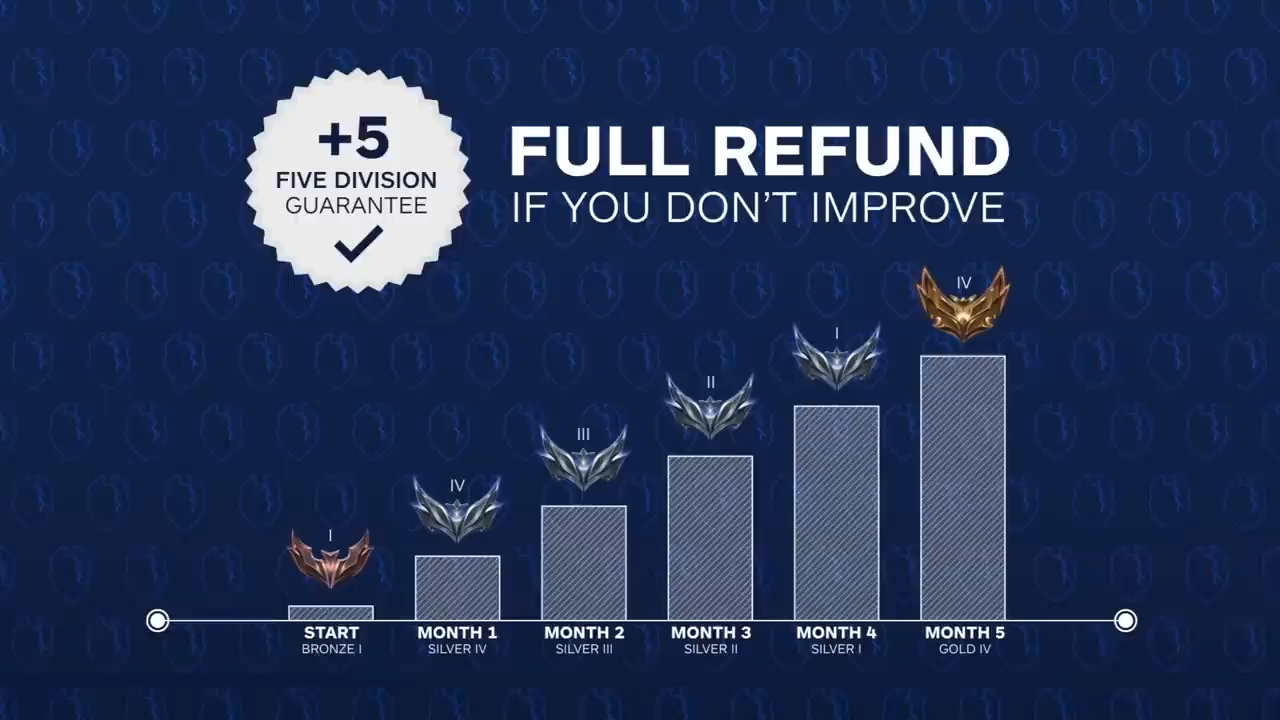 +5
FIVE DIVISION
GUARANTEE
FULL REFUND
IF YOU DON'T IMPROVE
IV
I
II
III
IV
I
START
BRONZE I
MONTH 1
SILVER IV
MONTH 2
SILVER III
MONTH 3
SILVER II
MONTH 4
SILVER I
MONTH 5
GOLD IV